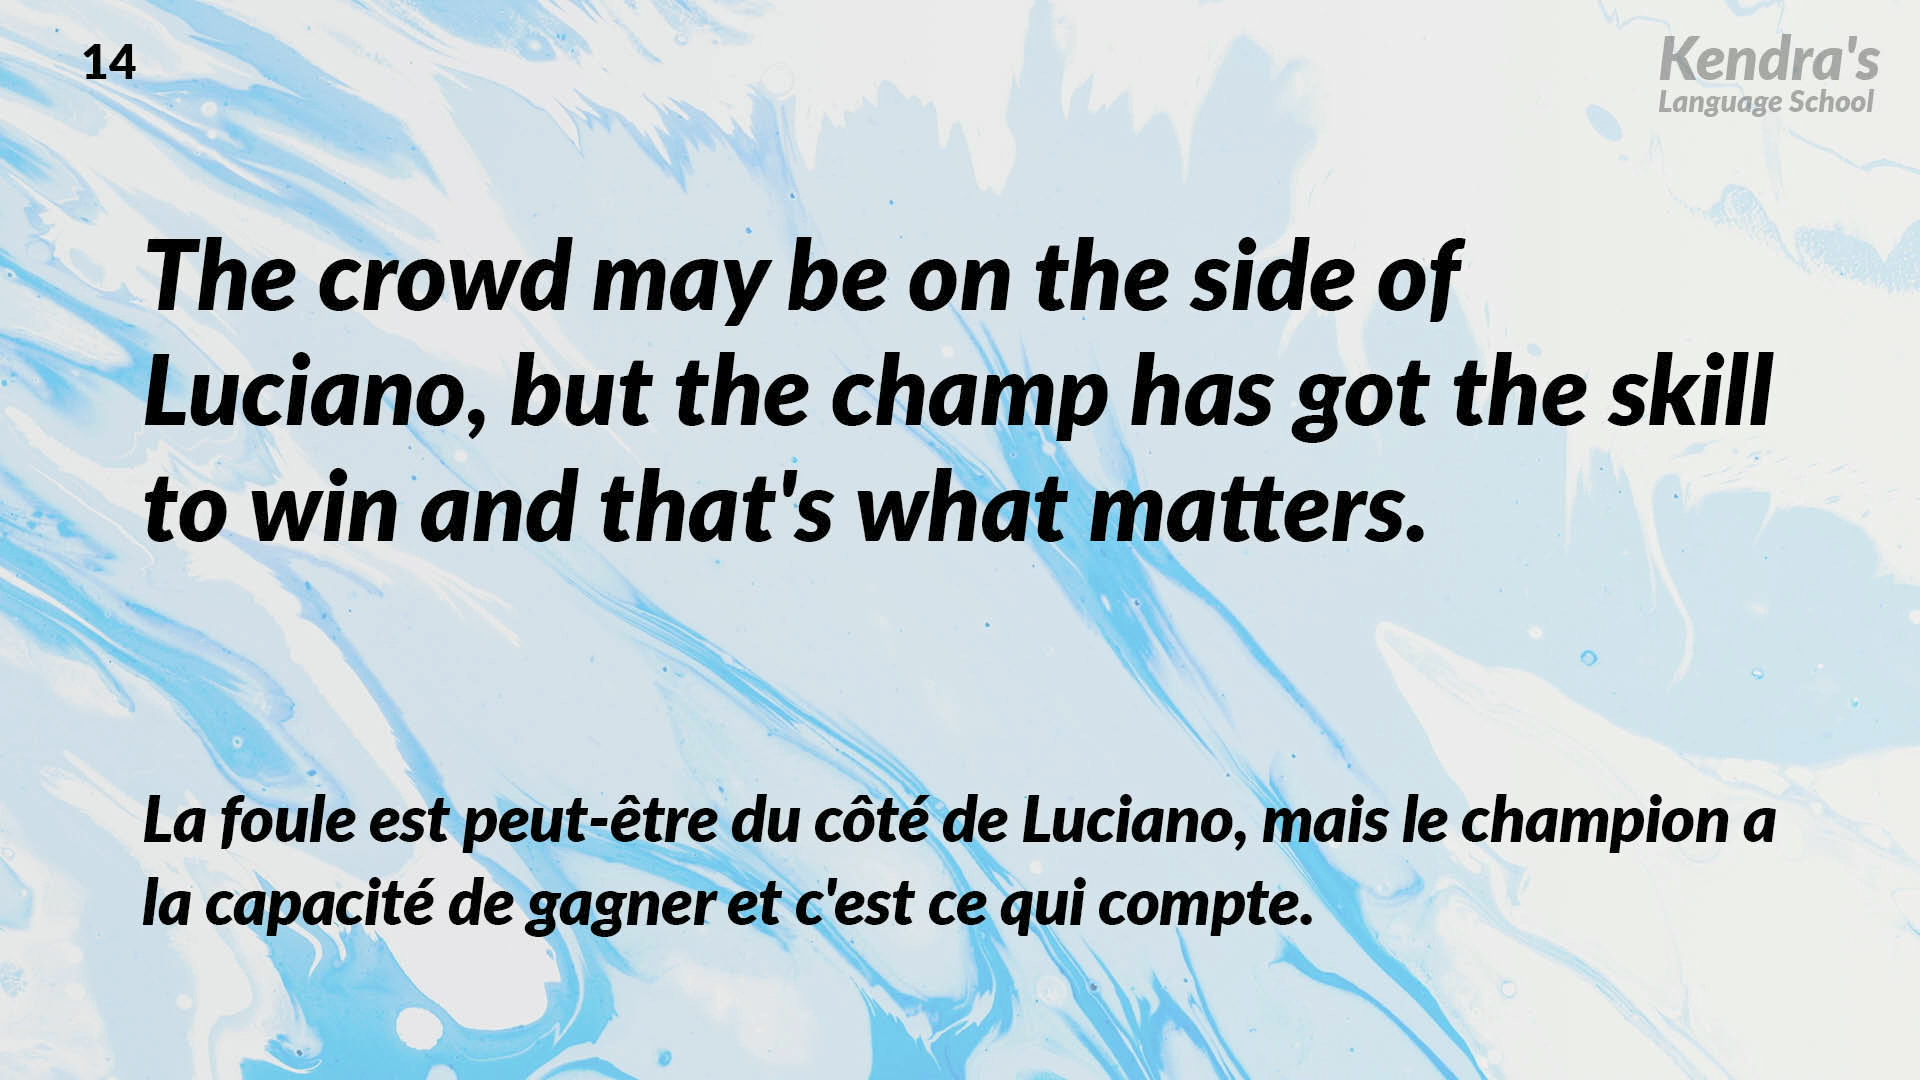 14
Kendra's
Language School
The crowd may be on the side of
Luciano, but the champ has got the skill
to win and that's what matters.
La foule est peut-être du côté de Luciano, mais le champion a
la capacité de gagner et c'est ce qui compte.